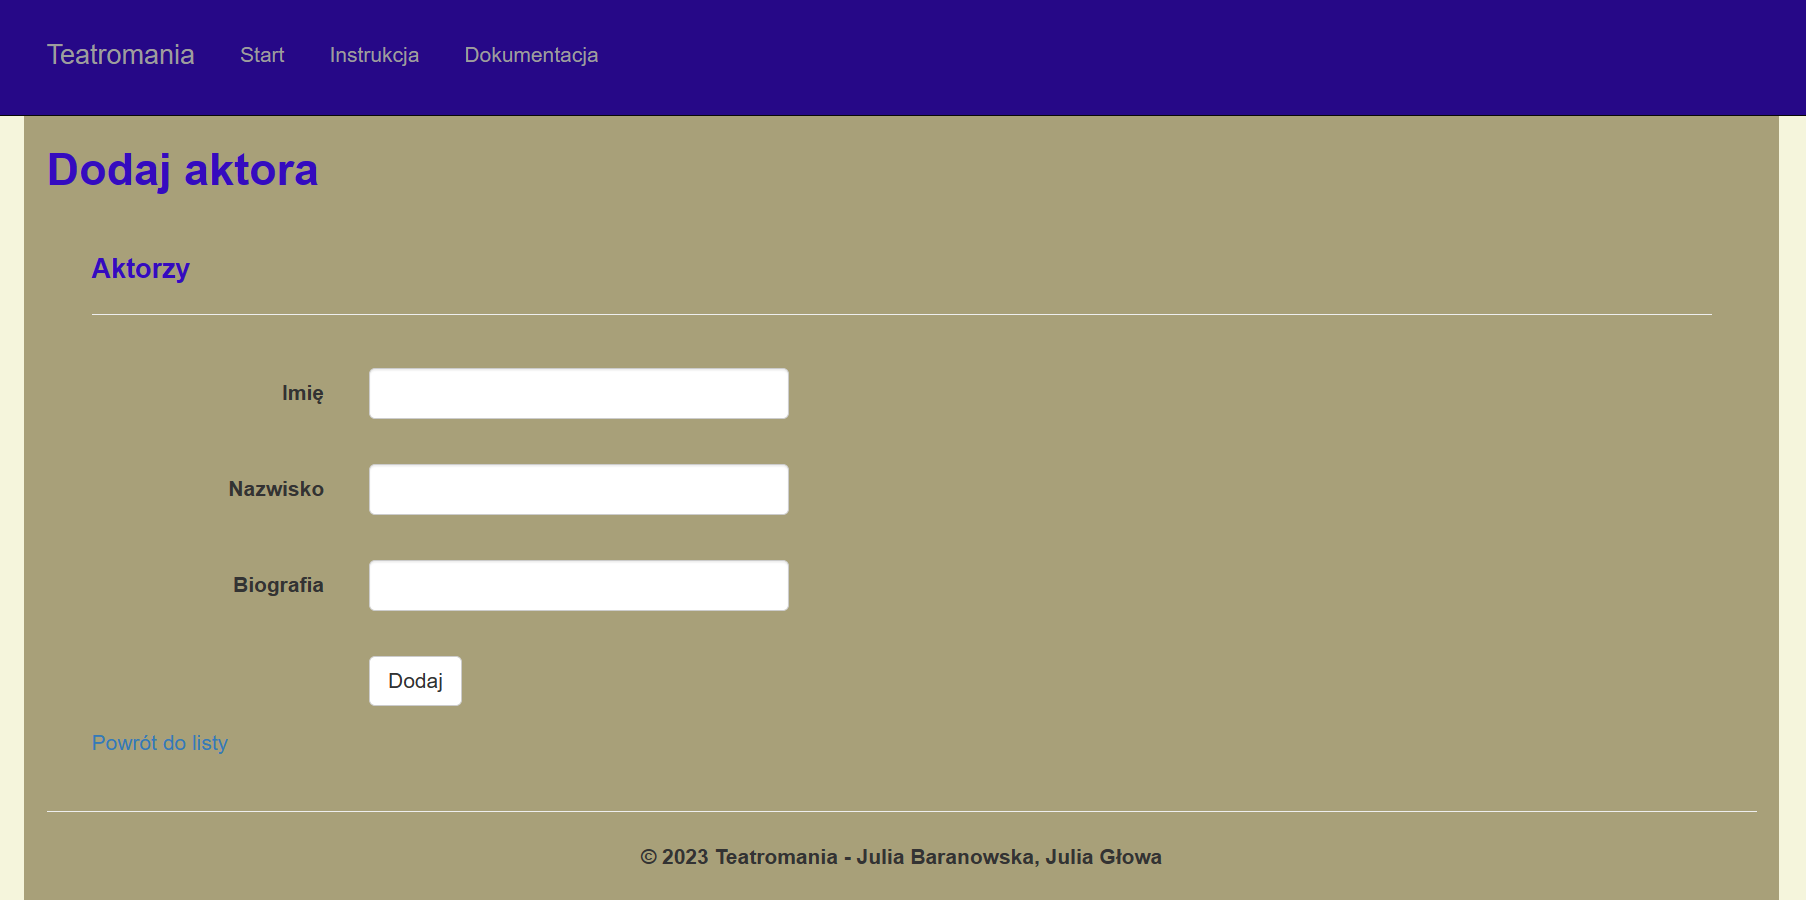 Teatromania Start Instrukcja Dokumentacja
Dodaj aktora
Aktorzy
Imię
Nazwisko
Biografia
Dodaj
Powrót do listy
© 2023 Teatromania - Julia Baranowska, Julia Głowa